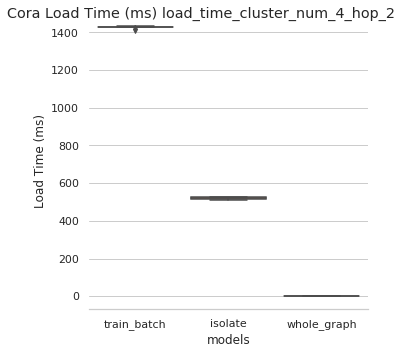 Cora Load Time (ms) load_time_cluster_num_4_hop_2
1400
1200
1000
800
600
400
200
0
Load Time (ms)
train_batch isolate whole_graph
models